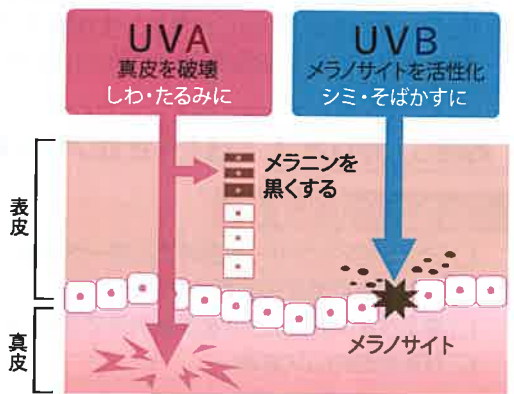 UVA
真皮を破壊
しわ・たるみに
UVB
メラノサイトを活性化
シミ・そばかすに
メラニンを
黒くする
表皮
真皮
メラノサイト